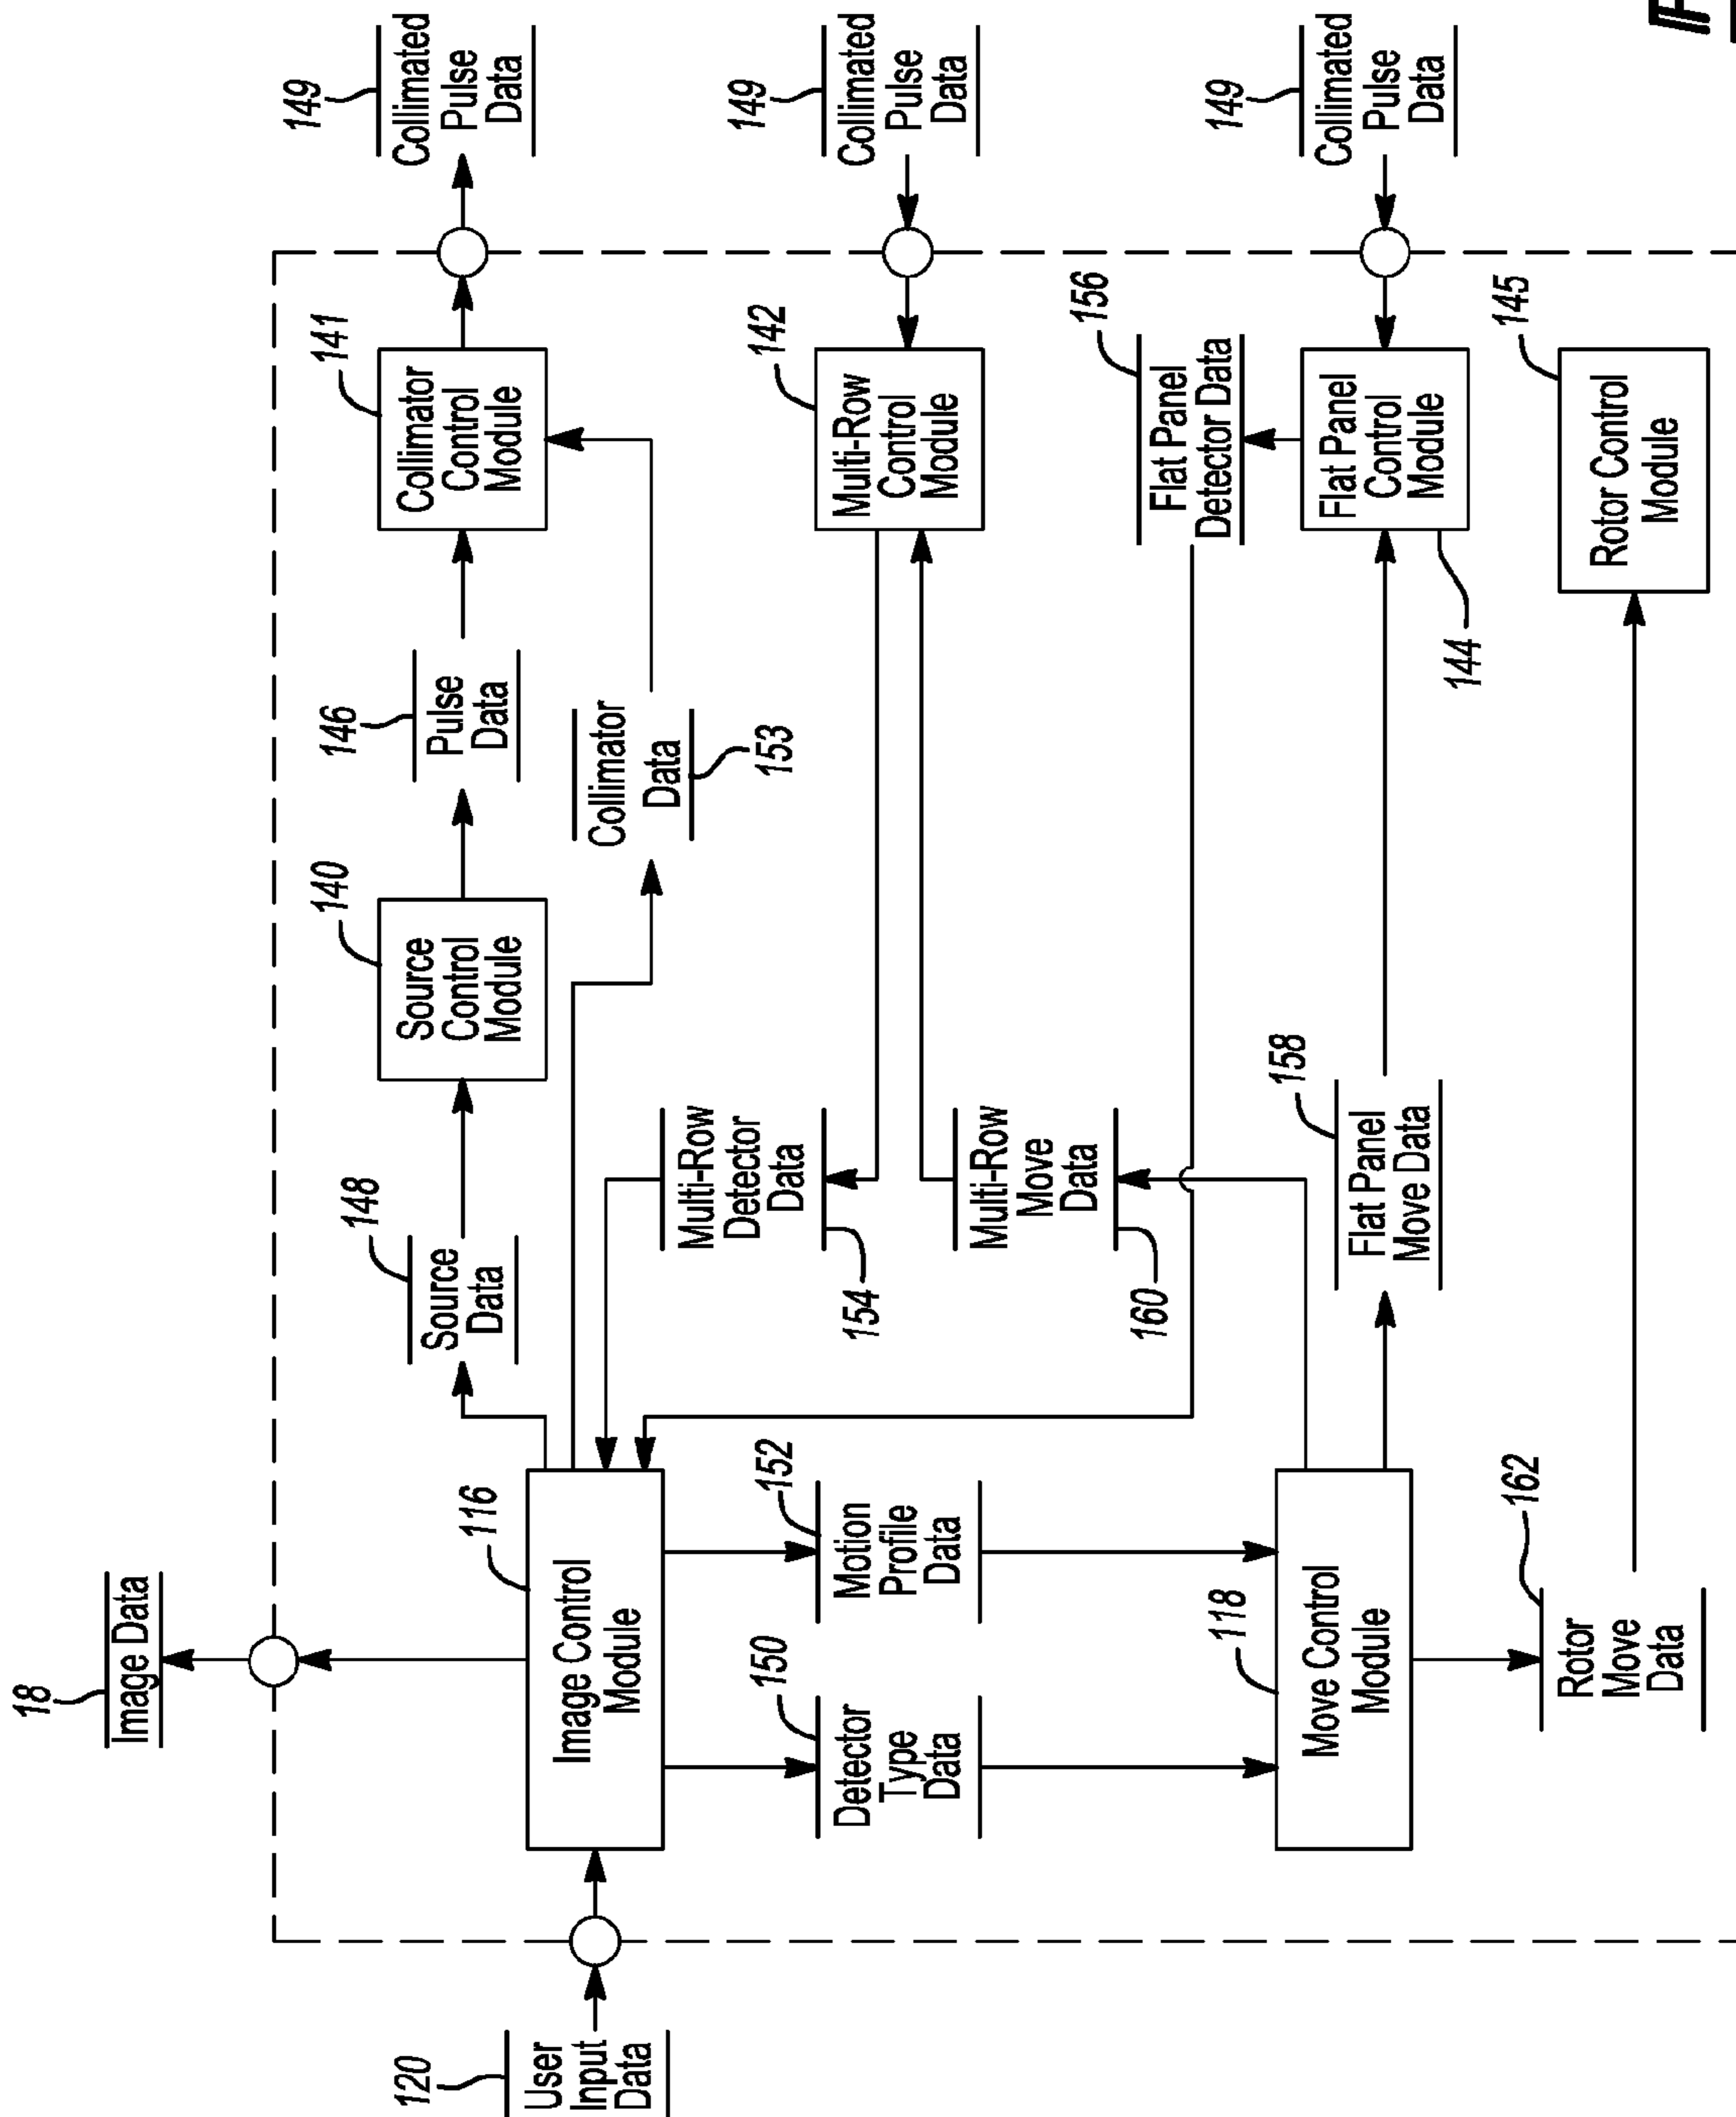 18
Image Data
120
User
Input
Data
116
Image Control
Module
148
Source
Data
140
Source
Control
Module
146
Pulse
Data
141
Collimator
Control
Module
149
Collimated
Pulse
Data
Collimator
Data
153
Multi-Row
Detector
Data
154
142
Multi-Row
Control
Module
149
Collimated
Pulse
Data
150
Detector
Type
Data
152
Motion
Profile
Data
Multi-Row
Move
Data
160
156
Flat Panel
Detector Data
118
Move Control
Module
158
Flat Panel
Move Data
Flat Panel
Control
Module
144
149
Collimated
Pulse
Data
162
Rotor
Move
Data
145
Rotor Control
Module